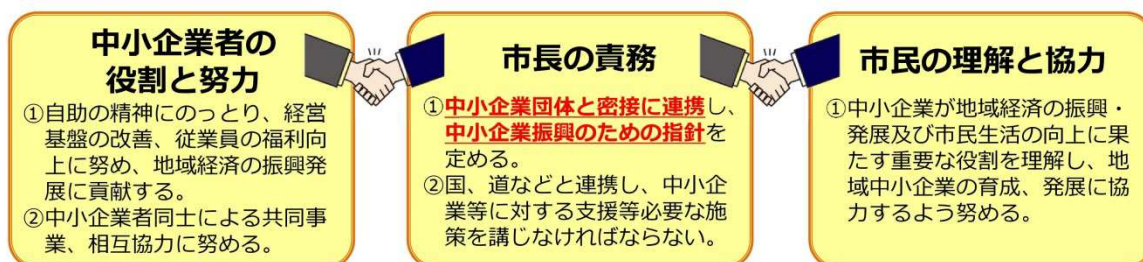 中小企業者の
役割と努力
①自助の精神にのっとり、経営
基盤の改善、従業員の福利向
上に努め、地域経済の振興発
展に貢献する。
②中小企業者同士による共同事
業、相互協力に努める。
市長の責務
①中小企業団体と密接に連携し、
中小企業振興のための指針を
定める。
②国、道などと連携し、中小企
業等に対する支援等必要な施
策を講じなければならない。
市民の理解と協力
①中小企業が地域経済の振興・
発展及び市民生活の向上に果
たす重要な役割を理解し、地
域中小企業の育成、発展に協
力するよう努める。